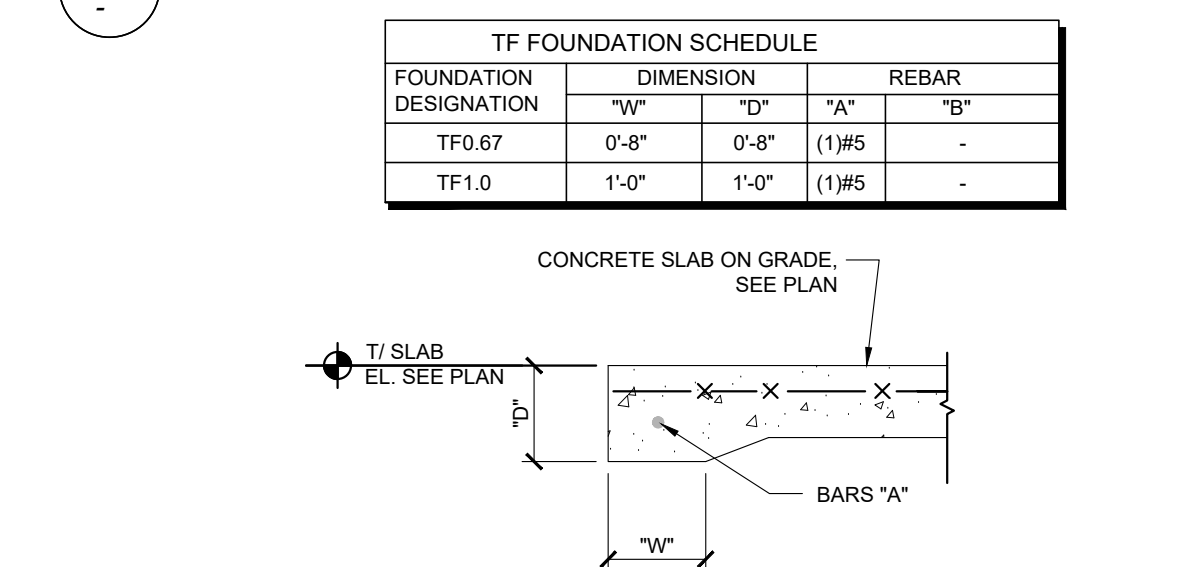 -
TF FOUNDATION SCHEDULE
FOUNDATION DESIGNATION DIMENSION REBAR
"W" "D" "A" "B"
TF0.67 0'-8" 0'-8" (1)#5 -
TF1.0 1'-0" 1'-0" (1)#5 -
CONCRETE SLAB ON GRADE,
SEE PLAN
T/ SLAB
EL. SEE PLAN
"D"
BARS "A"
"W"